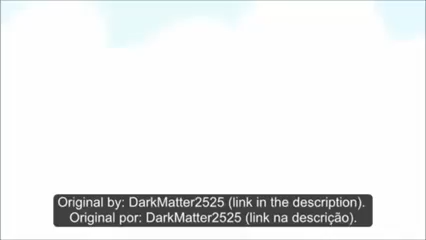 Original by: DarkMatter2525 (link in the description).
Original por: DarkMatter2525 (link na descrição).